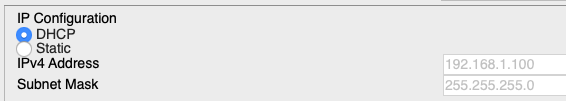 IP Configuration
DHCP
Static
IPv4 Address 192.168.1.100
Subnet Mask 255.255.255.0